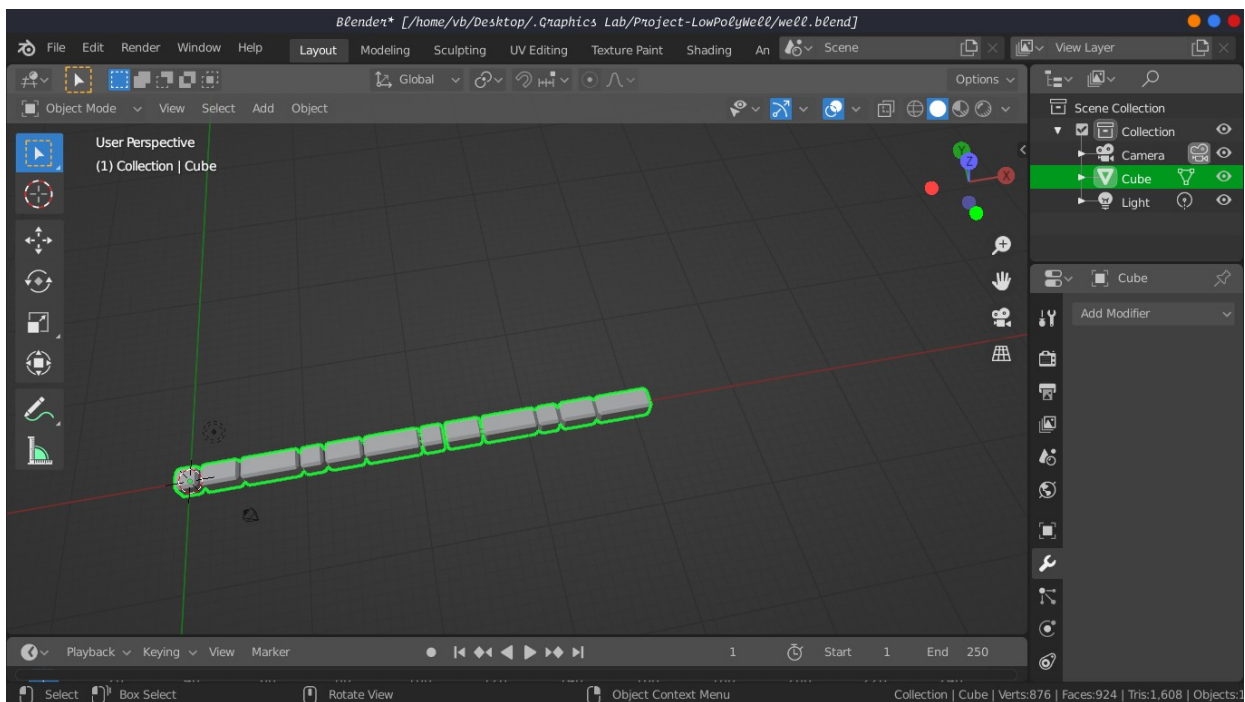 Blender* [/home/vb/Desktop/.Graphics Lab/Project-LowPolyWell/well.blend]
File Edit Render Window Help Layout Modeling Sculpting UV Editing Texture Paint Shading An Scene View Layer
Global Options
Object Mode View Select Add Object
User Perspective
(1) Collection | Cube
Y
Z
X
Scene Collection
Collection
Camera
Cube
Light
Cube
Add Modifier
Playback Keying View Marker 1 Start 1 End 250
Select Box Select Rotate View Object Context Menu Collection | Cube | Verts:876 | Faces:924 | Tris:1,608 | Objects:1